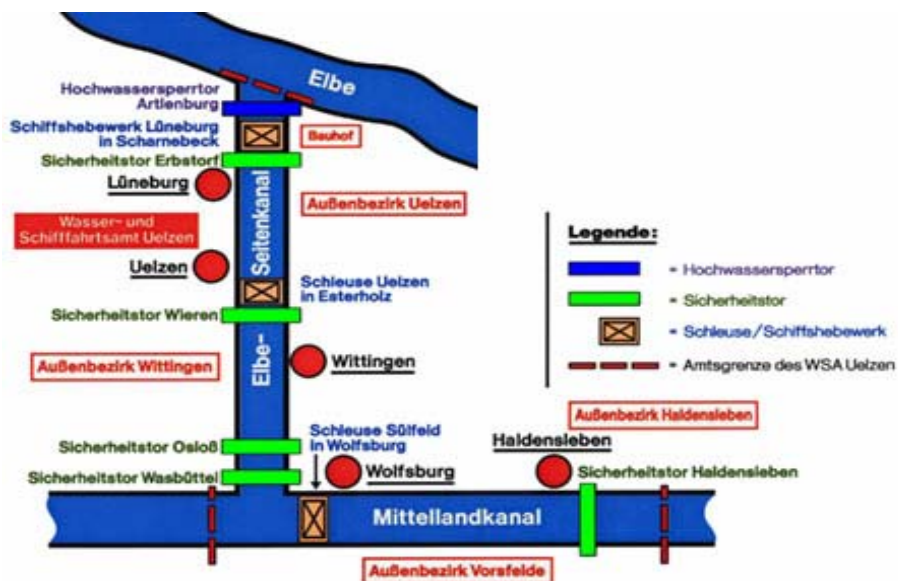 Elbe
Hochwassersperrtor
Artlenburg
Schiffshebewerk Lüneburg
in Scharnebeck
Bauhof
Sicherheitstor Erbstorf
Lüneburg
Außenbezirk Uelzen
Wasser- und
Schifffahrtsamt Uelzen
Seitenkanal
Uelzen
Schleuse Uelzen
in Esterholz
Sicherheitstor Wieren
Außenbezirk Wittingen
Elbe-
Wittingen
Legende:
= Hochwassersperrtor
= Sicherheitstor
= Schleuse/Schiffshebewerk
= Amtsgrenze des WSA Uelzen
Außenbezirk Haldensleben
Schleuse Sülfeld
in Wolfsburg
Haldensleben
Sicherheitstor Osloß
Sicherheitstor Wasbüttel
Wolfsburg
Sicherheitstor Haldensleben
Mittellandkanal
Außenbezirk Vorsfelde